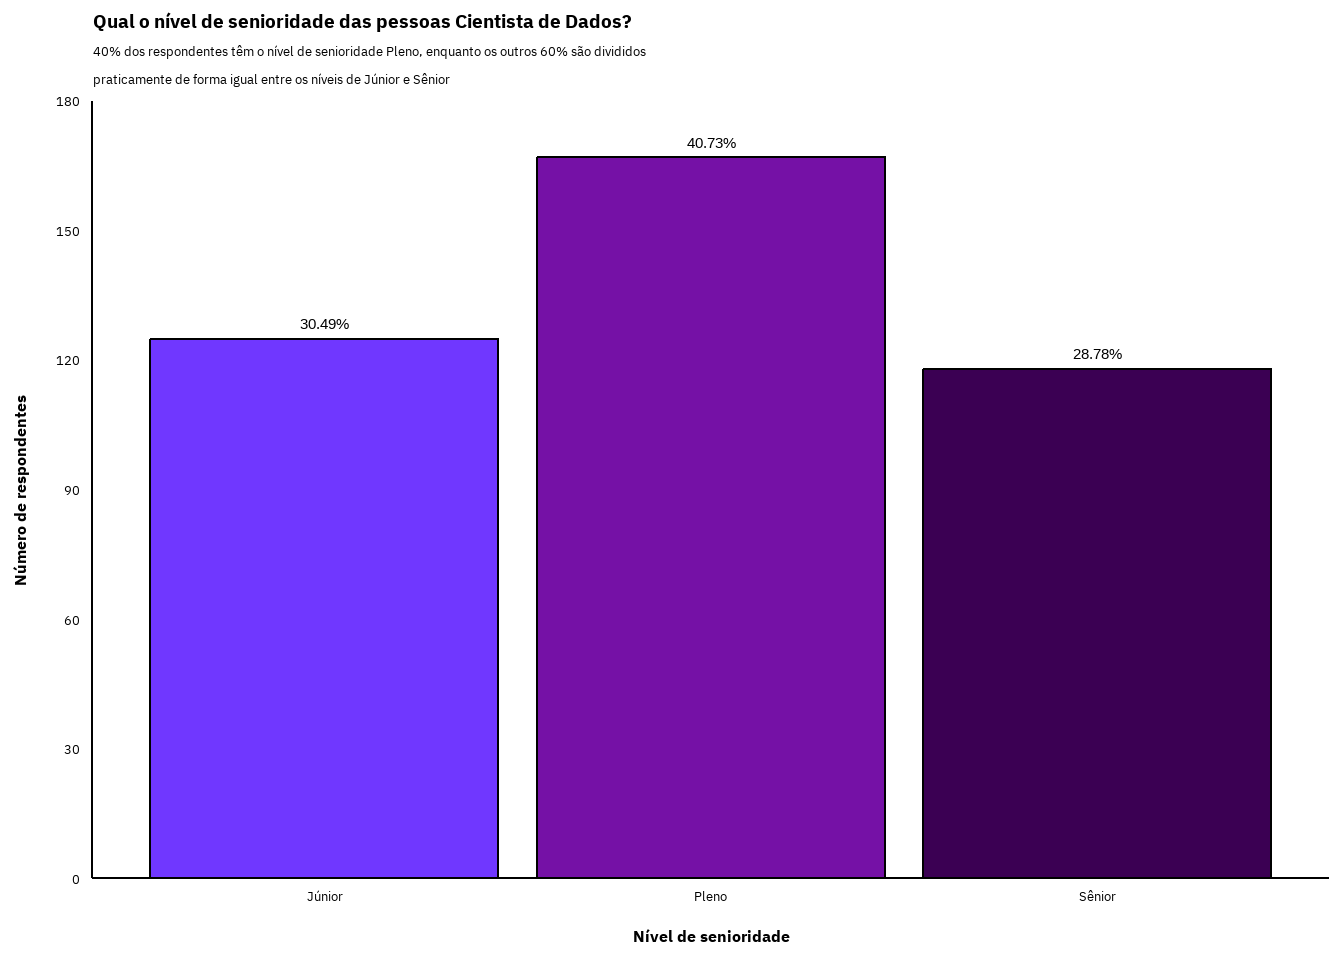 Qual o nível de senioridade das pessoas Cientista de Dados?
40% dos respondentes têm o nível de senioridade Pleno, enquanto os outros 60% são divididos
praticamente de forma igual entre os níveis de Júnior e Sênior
180
150
120
90
60
30
0
Número de respondentes
30.49%
40.73%
28.78%
Júnior
Pleno
Sênior
Nível de senioridade